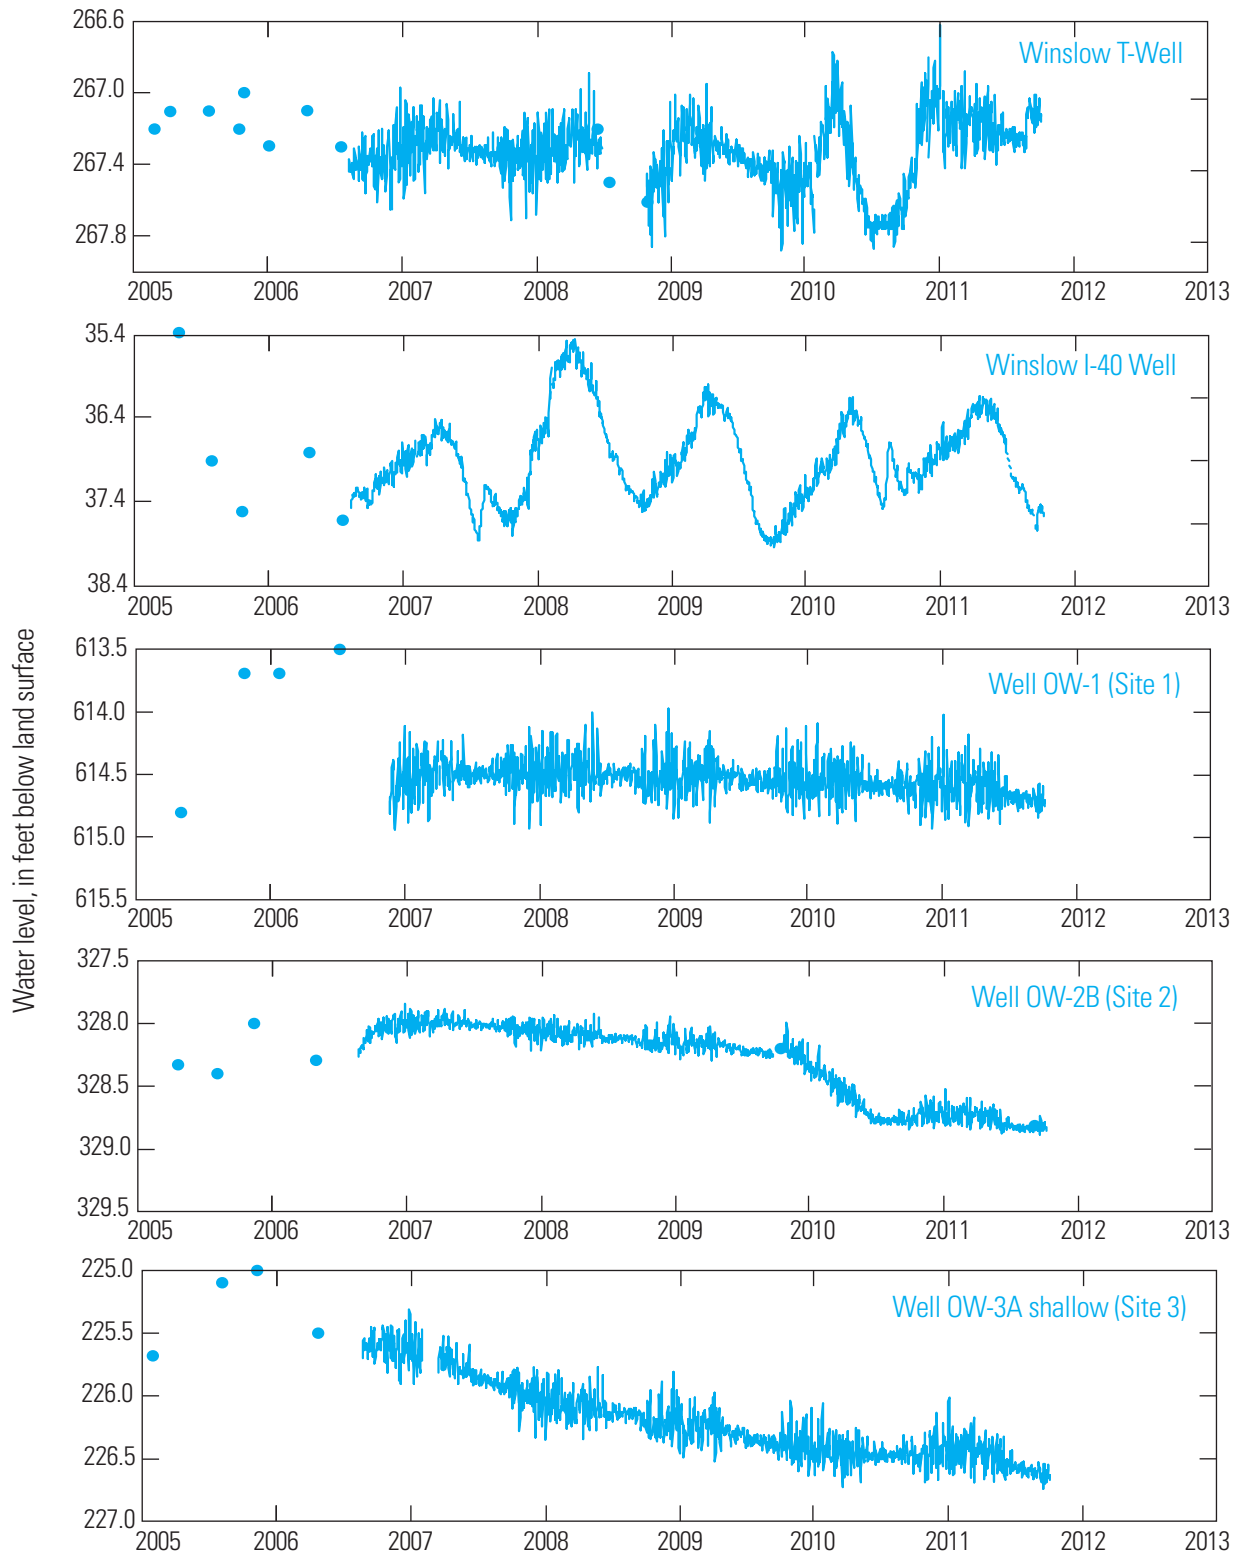 Water level, in feet below land surface
266.6
267.0
267.4
267.8
Winslow T-Well
2005 2006 2007 2008 2009 2010 2011 2012 2013
35.4
36.4
37.4
38.4
Winslow I-40 Well
2005 2006 2007 2008 2009 2010 2011 2012 2013
613.5
614.0
614.5
615.0
615.5
Well OW-1 (Site 1)
2005 2006 2007 2008 2009 2010 2011 2012 2013
327.5
328.0
328.5
329.0
329.5
Well OW-2B (Site 2)
2005 2006 2007 2008 2009 2010 2011 2012 2013
225.0
225.5
226.0
226.5
227.0
Well OW-3A shallow (Site 3)
2005 2006 2007 2008 2009 2010 2011 2012 2013